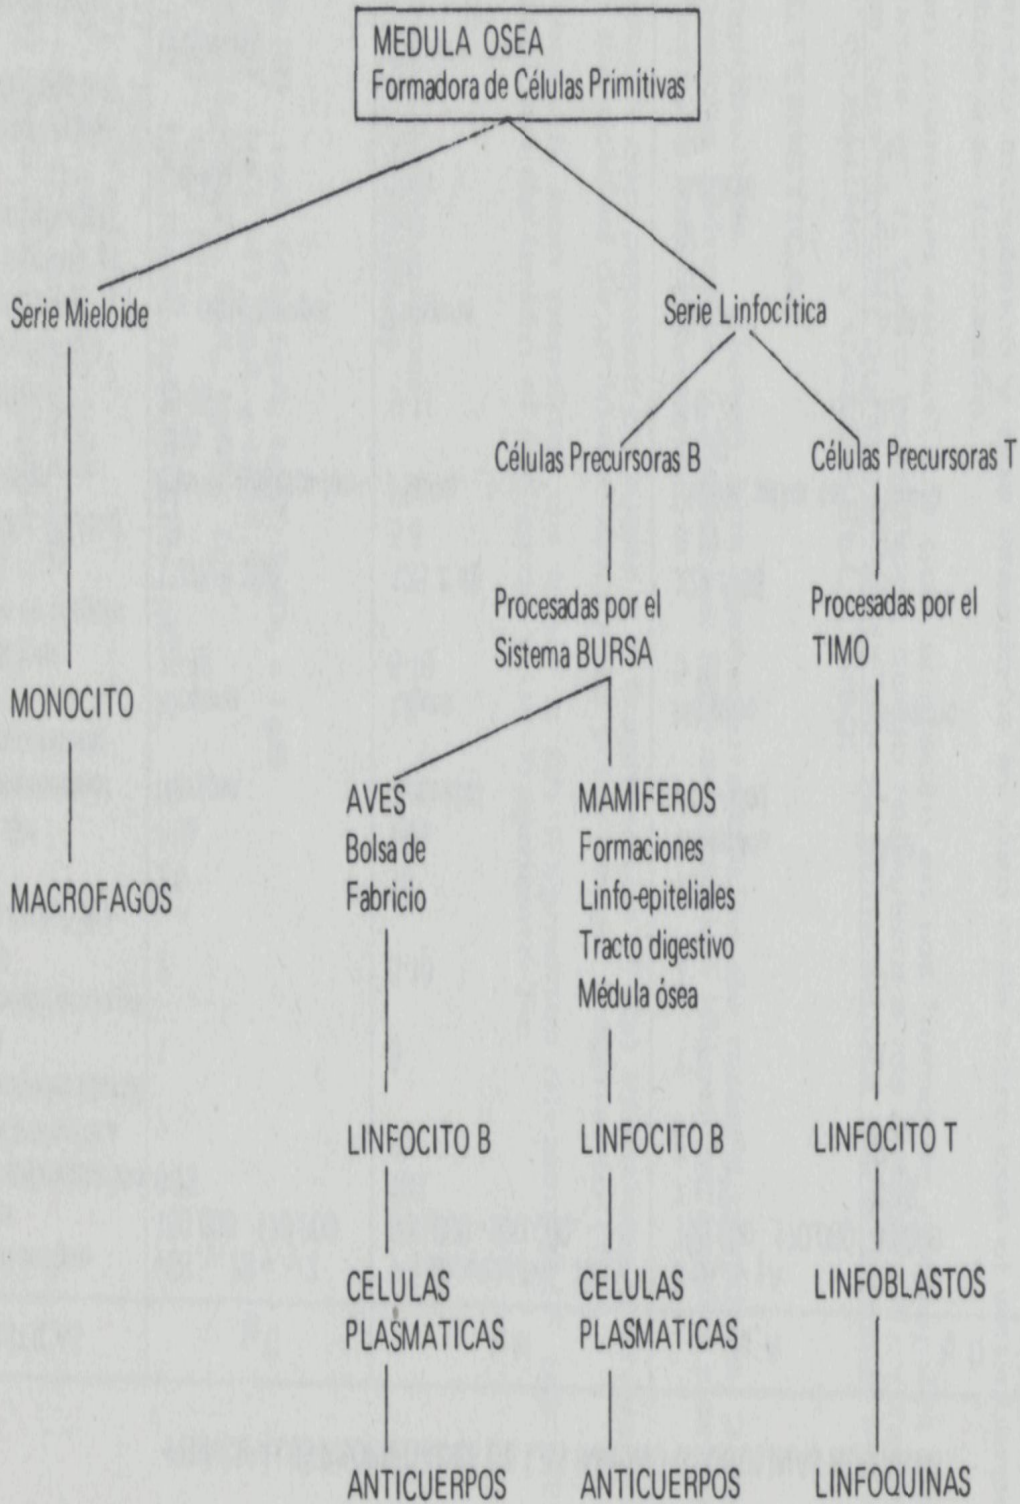 MEDULA OSEA
Formadora de Células Primitivas
Serie Mieloide
Serie Linfocítica
Células Precursoras B
Células Precursoras T
Procesadas por el
Sistema BURSA
Procesadas por el
TIMO
MONOCITO
AVES
Bolsa de
Fabricio
MAMIFEROS
Formaciones
Linfo-epiteliales
Tracto digestivo
Médula ósea
MACROFAGOS
LINFOCITO B
LINFOCITO B
LINFOCITO T
CELULAS
PLASMATICAS
CELULAS
PLASMATICAS
LINFOBLASTOS
ANTICUERPOS
ANTICUERPOS
LINFOQUINAS